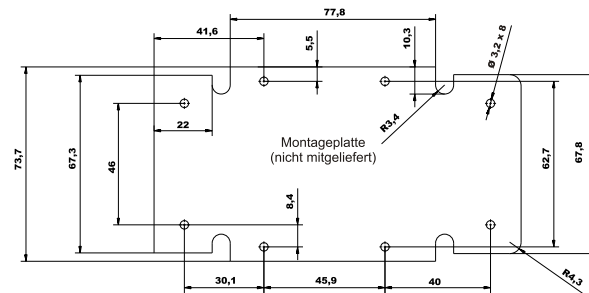 77,8
41,6
5,5
10,3
Ø 3,2 x 8
R3,4
22
Montageplatte
(nicht mitgeliefert)
73,7
67,3
46
8,4
62,7
67,8
30,1
45,9
40
R4,3